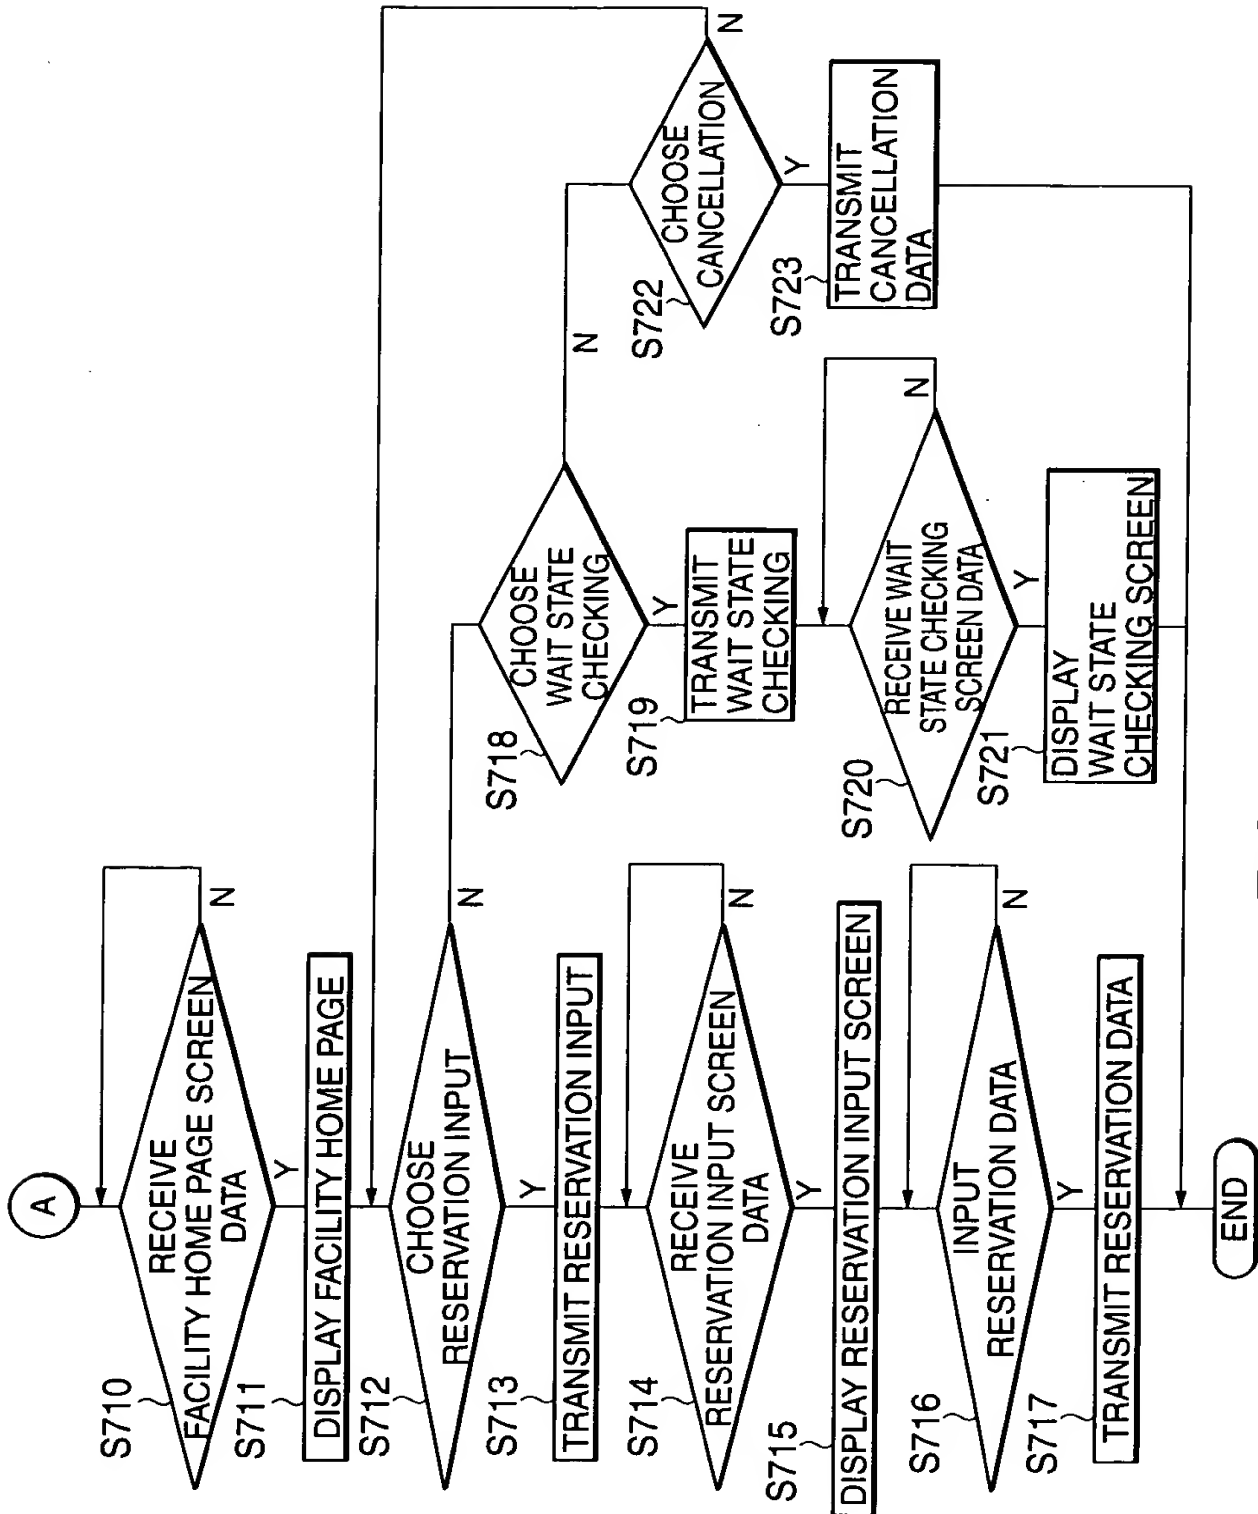 A
S710
RECEIVE
FACILITY HOME PAGE SCREEN
DATA
N
Y
S711
DISPLAY FACILITY HOME PAGE
S712
CHOOSE
RESERVATION INPUT
N
Y
S713
TRANSMIT RESERVATION INPUT
S714
RECEIVE
RESERVATION INPUT SCREEN
DATA
N
Y
S715
DISPLAY RESERVATION INPUT SCREEN
S716
INPUT
RESERVATION DATA
N
Y
S717
TRANSMIT RESERVATION DATA
END
S718
CHOOSE
WAIT STATE
CHECKING
N
Y
S719
TRANSMIT
WAIT STATE
CHECKING
S720
RECEIVE WAIT
STATE CHECKING
SCREEN DATA
N
Y
S721
DISPLAY
WAIT STATE
CHECKING SCREEN
S722
CHOOSE
CANCELLATION
N
Y
S723
TRANSMIT
CANCELLATION
DATA